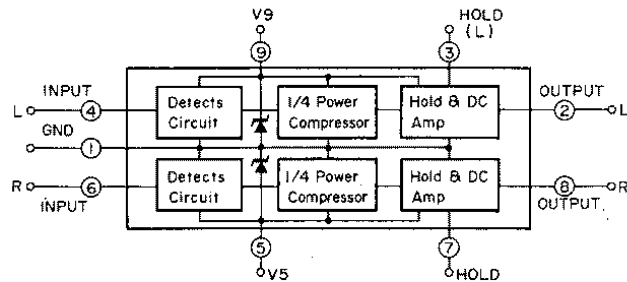 V9
HOLD
(L)
9
3
INPUT
OUTPUT
L
4
Detects
Circuit
1/4 Power
Compressor
Hold & DC
Amp
2
L
GND
1
R
6
Detects
Circuit
1/4 Power
Compressor
Hold & DC
Amp
8
R
INPUT
OUTPUT
5
7
V5
HOLD